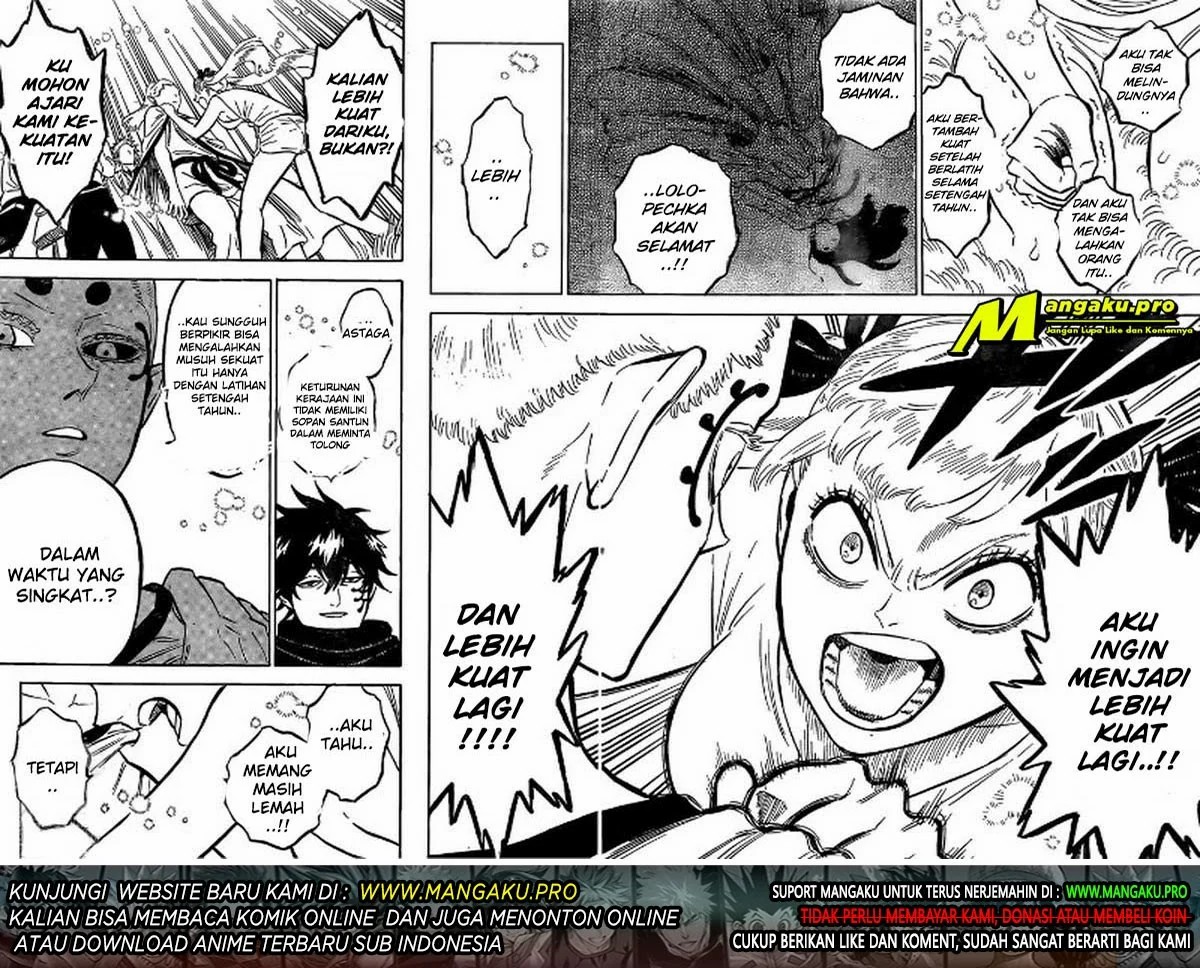 AKU TAK
BISA
MELIN-
DUNGNYA
..
AKU BER-
TAMBAH
KUAT
SETELAH
BERLATIH
SELAMA
SETENGAH
TAHUN..
DAN AKU
TAK BISA
MENGA-
LAHKAN
ORANG
ITU..
TIDAK ADA
JAMINAN
BAHWA..
..LOLO-
PECHKA
AKAN
SELAMAT
..!!
..
LEBIH
..
Mangaku.pro
Jangan Lupa Like dan Komennya
AKU
INGIN
MENJADI
LEBIH
KUAT
LAGI..!!
DAN
LEBIH
KUAT
LAGI
!!!!
KALIAN
LEBIH
KUAT
DARIKU,
BUKAN?!
KU
MOHON
AJARI
KAMI KE-
KUATAN
ITU!
...
ASTAGA
KETURUNAN
KERAJAAN INI
TIDAK MEMILIKI
SOPAN SANTUN
DALAM MEMINTA
TOLONG
..KAU SUNGGUH
BERPIKIR BISA
MENGALAHKAN
MUSUH SEKUAT
ITU HANYA
DENGAN LATIHAN
SETENGAH
TAHUN..
DALAM
WAKTU YANG
SINGKAT..?
..AKU
TAHU..
AKU
MEMANG
MASIH
LEMAH
..!!
TETAPI
..
KUNJUNGI WEBSITE BARU KAMI DI : WWW.MANGAKU.PRO
KALIAN BISA MEMBACA KOMIK ONLINE DAN JUGA MENONTON ONLINE
ATAU DOWNLOAD ANIME TERBARU SUB INDONESIA
SUPORT MANGAKU UNTUK TERUS NERJEMAHIN DI : WWW.MANGAKU.PRO
TIDAK PERLU MEMBAYAR KAMI, DONASI ATAU MEMBELI KOIN
CUKUP BERIKAN LIKE DAN KOMENT, SUDAH SANGAT BERARTI BAGI KAMI